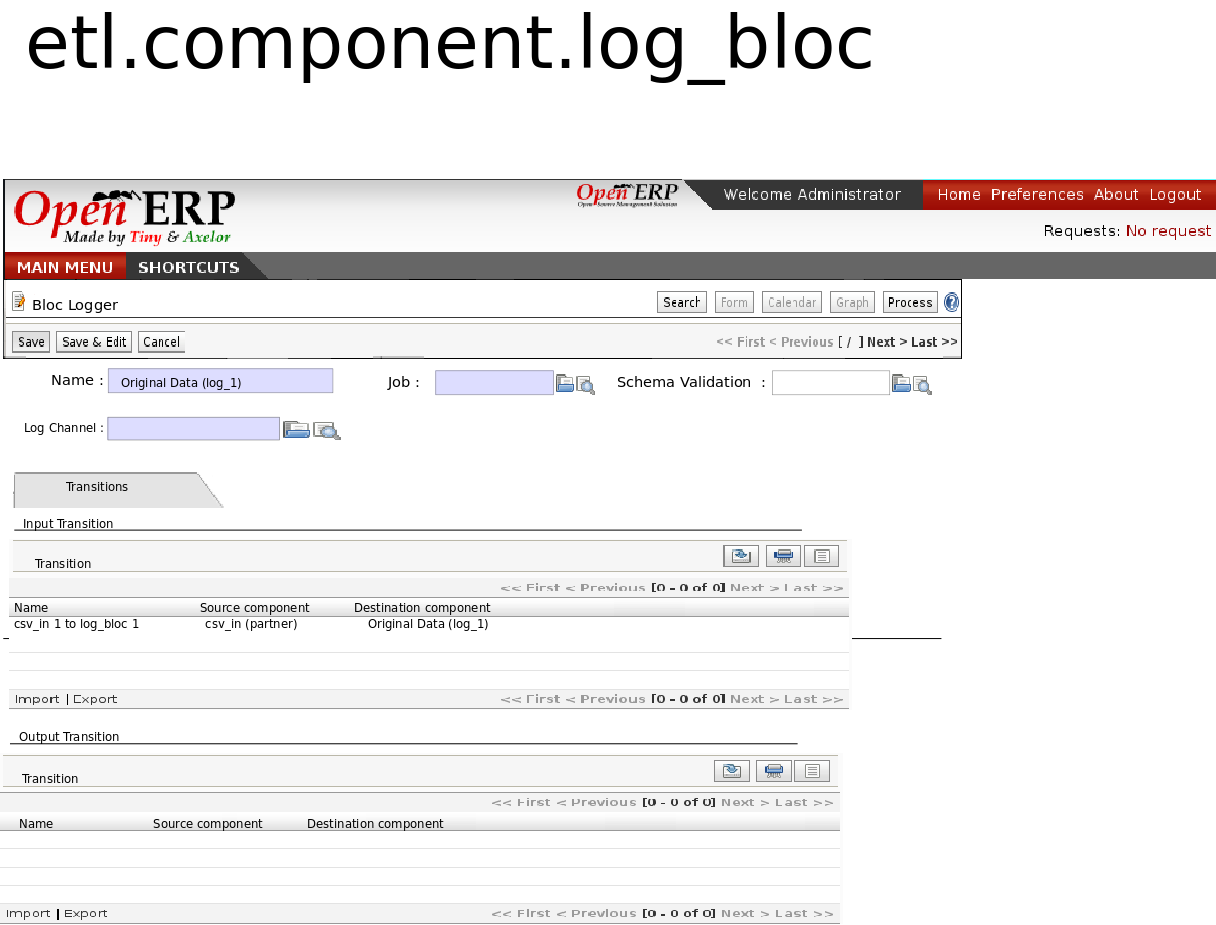 etl.component.log_bloc
Open ERP
Made by Tiny & Axelor
Open ERP
Welcome Administrator
Home Preferences About Logout
Requests: No request
MAIN MENU SHORTCUTS
Bloc Logger
Search Form Calendar Graph Process ?
Save Save & Edit Cancel << First < Previous [ / ] Next > Last >>
Name : Original Data (log_1) Job : Schema Validation :
Log Channel :
Transitions
Input Transition
Transition
<< First < Previous [0 - 0 of 0] Next > Last >>
Name Source component Destination component
csv_in 1 to log_bloc 1 csv_in (partner) Original Data (log_1)
Import | Export << First < Previous [0 - 0 of 0] Next > Last >>
Output Transition
Transition
<< First < Previous [0 - 0 of 0] Next > Last >>
Name Source component Destination component
Import | Export << First < Previous [0 - 0 of 0] Next > Last >>